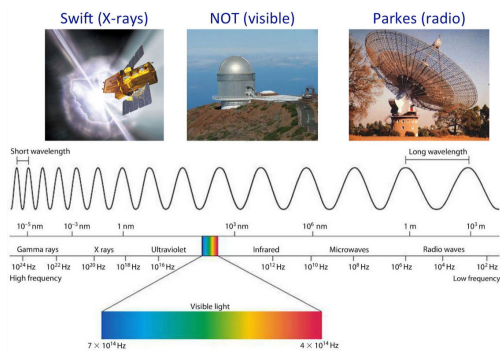 Swift (X-rays) NOT (visible) Parkes (radio)
Short wavelength Long wavelength
10⁻⁵ nm 10⁻³ nm 1 nm 10³ nm 10⁶ nm 1 m 10³ m
Gamma rays X rays Ultraviolet Infrared Microwaves Radio waves
10²⁴ Hz 10²² Hz 10²⁰ Hz 10¹⁸ Hz 10¹⁶ Hz 10¹² Hz 10¹⁰ Hz 10⁸ Hz 10⁶ Hz 10⁴ Hz 10² Hz
High frequency Low frequency
Visible light
7 × 10¹⁴ Hz 4 × 10¹⁴ Hz